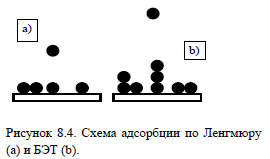 a)
b)
Рисунок 8.4. Схема адсорбции по Ленгмюру
(а) и БЭТ (b).